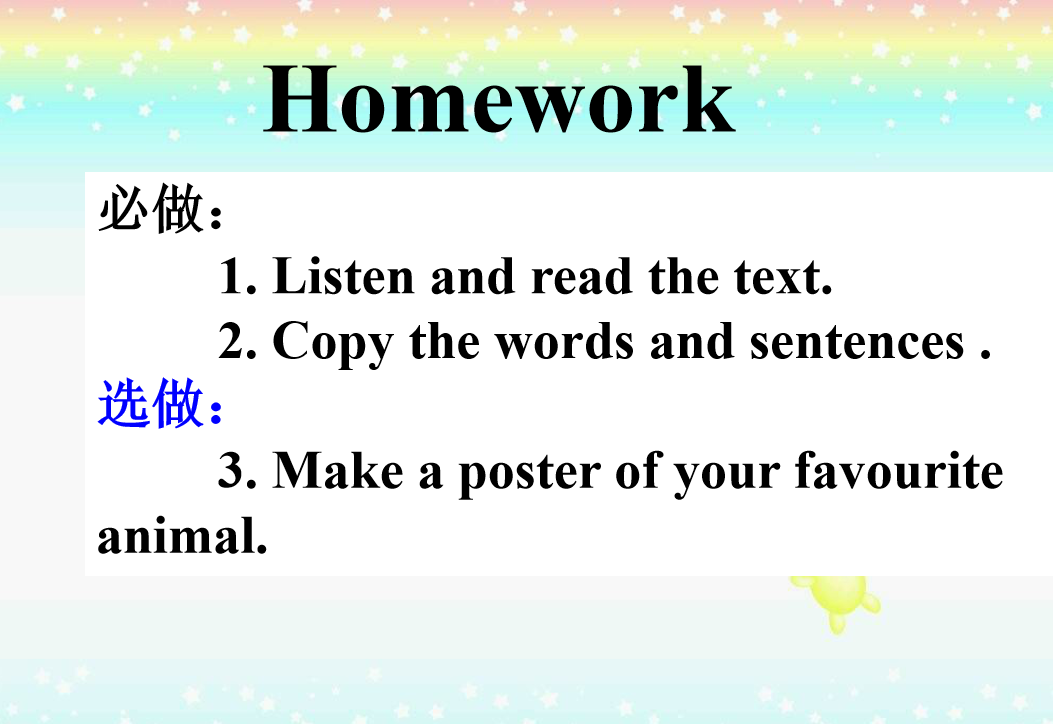 Homework
必做：
1. Listen and read the text.
2. Copy the words and sentences .
选做：
3. Make a poster of your favourite
animal.